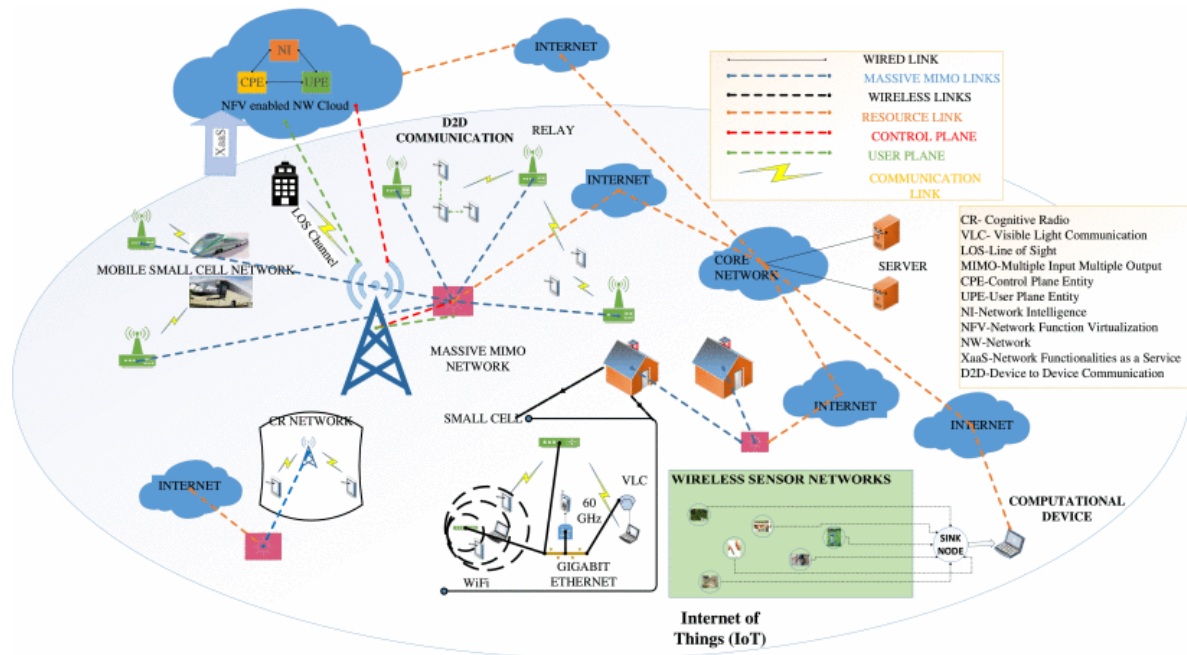 NI
CPE
UPE
NFV enabled NW Cloud
XaaS
INTERNET
WIRED LINK
MASSIVE MIMO LINKS
WIRELESS LINKS
RESOURCE LINK
CONTROL PLANE
USER PLANE
COMMUNICATION
LINK
D2D
COMMUNICATION
RELAY
LOS Channel
INTERNET
MOBILE SMALL CELL NETWORK
CORE
NETWORK
SERVER
CR- Cognitive Radio
VLC- Visible Light Communication
LOS-Line of Sight
MIMO-Multiple Input Multiple Output
CPE-Control Plane Entity
UPE-User Plane Entity
NI-Network Intelligence
NFV-Network Function Virtualization
NW-Network
XaaS-Network Functionalities as a Service
D2D-Device to Device Communication
MASSIVE MIMO
NETWORK
SMALL CELL
INTERNET
INTERNET
CR NETWORK
INTERNET
VLC
60
GHz
WiFi
GIGABIT
ETHERNET
WIRELESS SENSOR NETWORKS
SINK
NODE
COMPUTATIONAL
DEVICE
Internet of
Things (IoT)